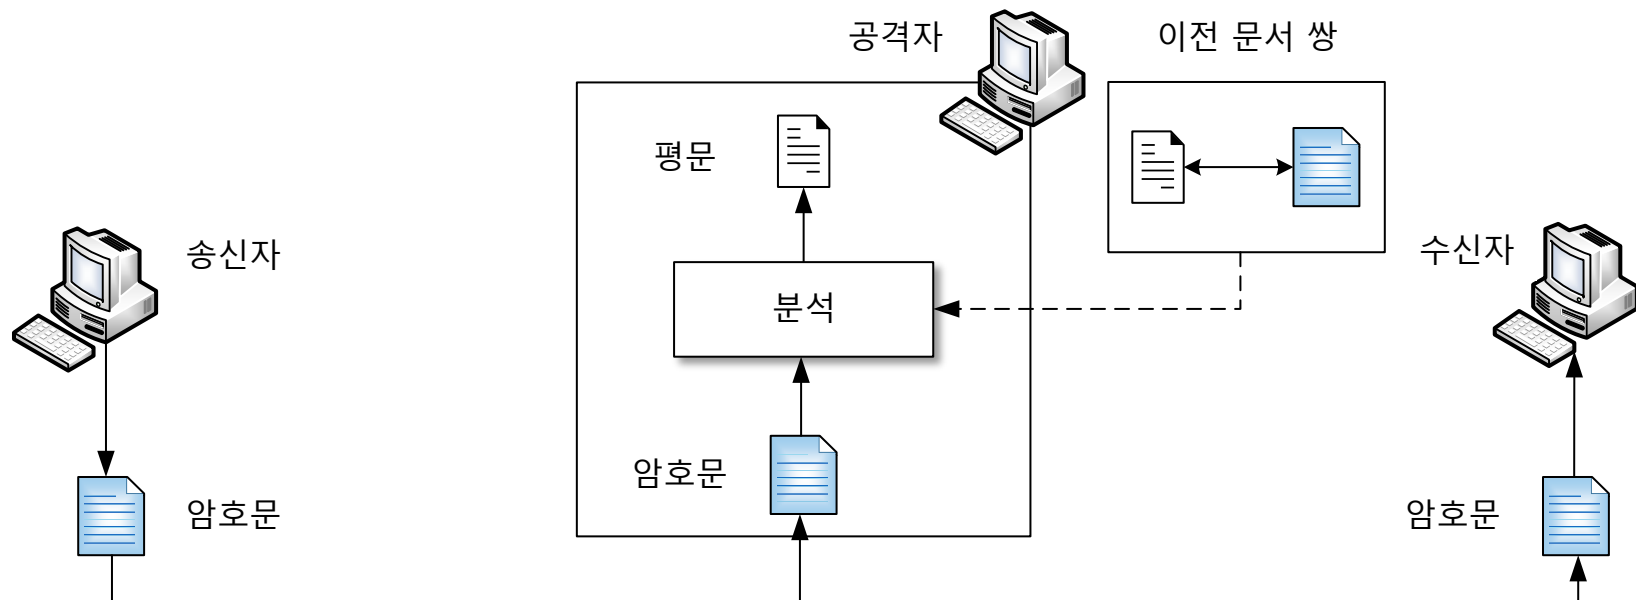 공격자
이전 문서 쌍
평문
송신자
수신자
분석
암호문
암호문
암호문